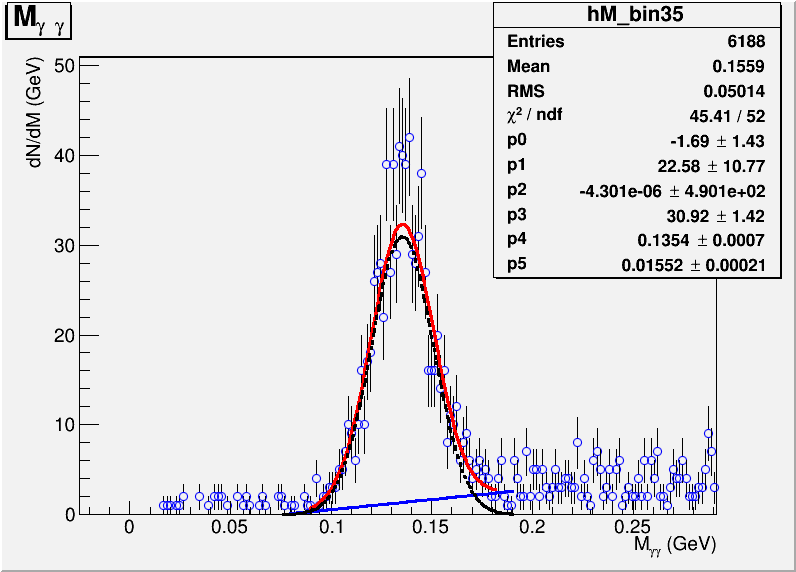 M γ γ
hM_bin35
Entries 6188
Mean 0.1559
RMS 0.05014
χ² / ndf 45.41 / 52
p0 -1.69 ± 1.43
p1 22.58 ± 10.77
p2 -4.301e-06 ± 4.901e+02
p3 30.92 ± 1.42
p4 0.1354 ± 0.0007
p5 0.01552 ± 0.00021
dN/dM (GeV)
50
40
30
20
10
0
0 0.05 0.1 0.15 0.2 0.25
Mγγ (GeV)